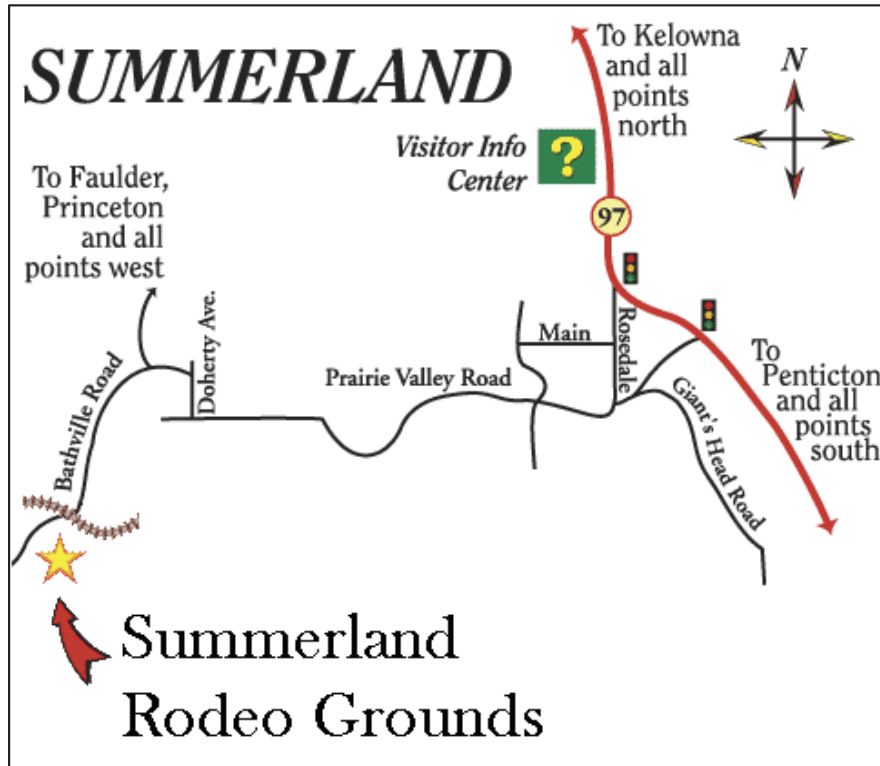 SUMMERLAND
To Kelowna
and all
points
north
N
Visitor Info
Center
?
97
To Faulder,
Princeton
and all
points west
Doherty Ave.
Main
Rosedale
Prairie Valley Road
To
Penticton
and all
points
south
Giant's Head Road
Bathville Road
Summerland
Rodeo Grounds